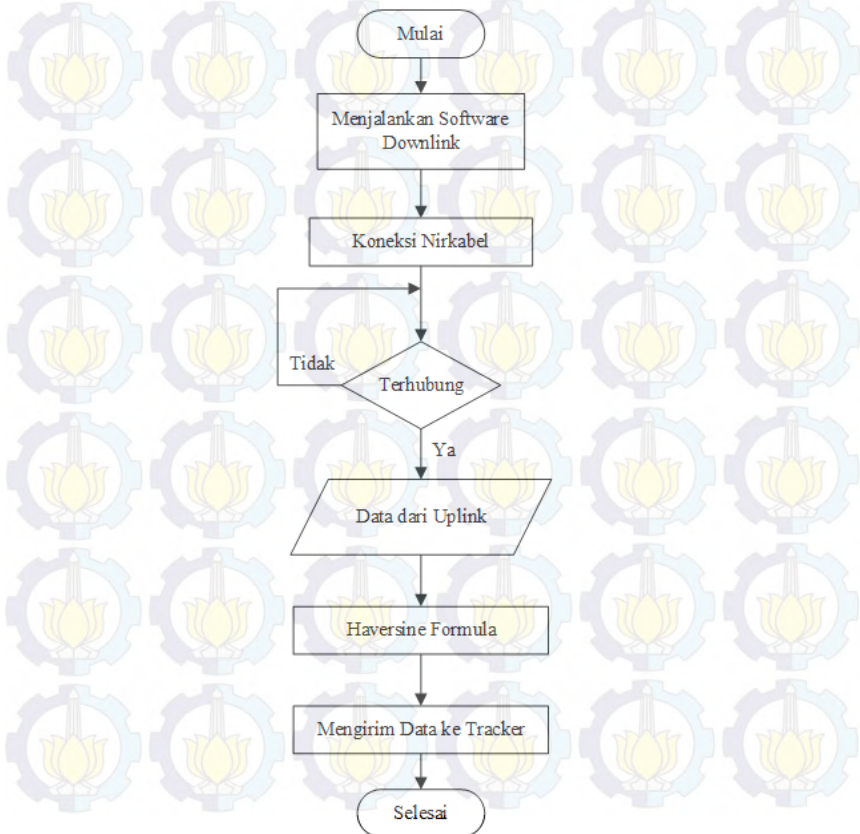 Mulai
Menjalankan Software
Downlink
Koneksi Nirkabel
Tidak
Terhubung
Ya
Data dari Uplink
Haversine Formula
Mengirim Data ke Tracker
Selesai